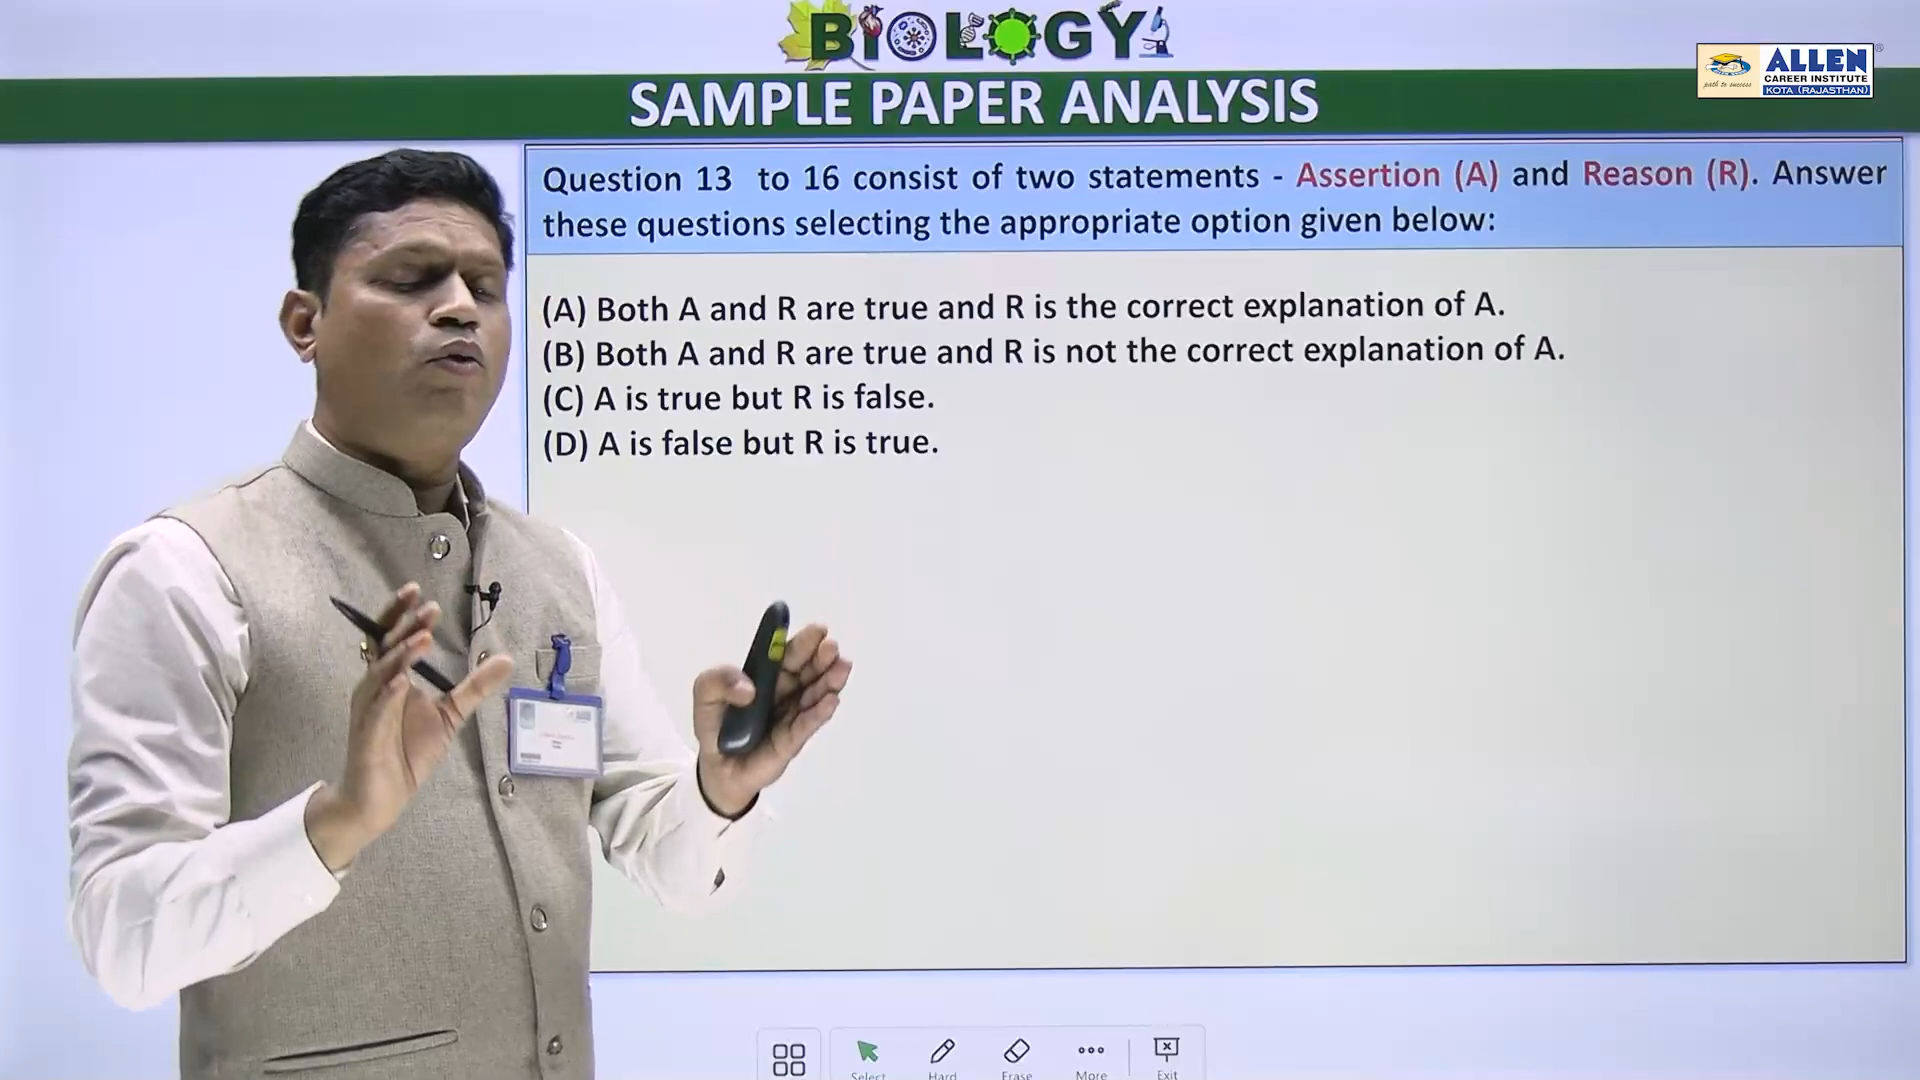 BIOLOGY
ALLEN
CAREER INSTITUTE
KOTA (RAJASTHAN)
path to success
®
SAMPLE PAPER ANALYSIS
Question 13 to 16 consist of two statements - Assertion (A) and Reason (R). Answer
these questions selecting the appropriate option given below:
(A) Both A and R are true and R is the correct explanation of A.
(B) Both A and R are true and R is not the correct explanation of A.
(C) A is true but R is false.
(D) A is false but R is true.
Select
Hard
Erase
More
Exit